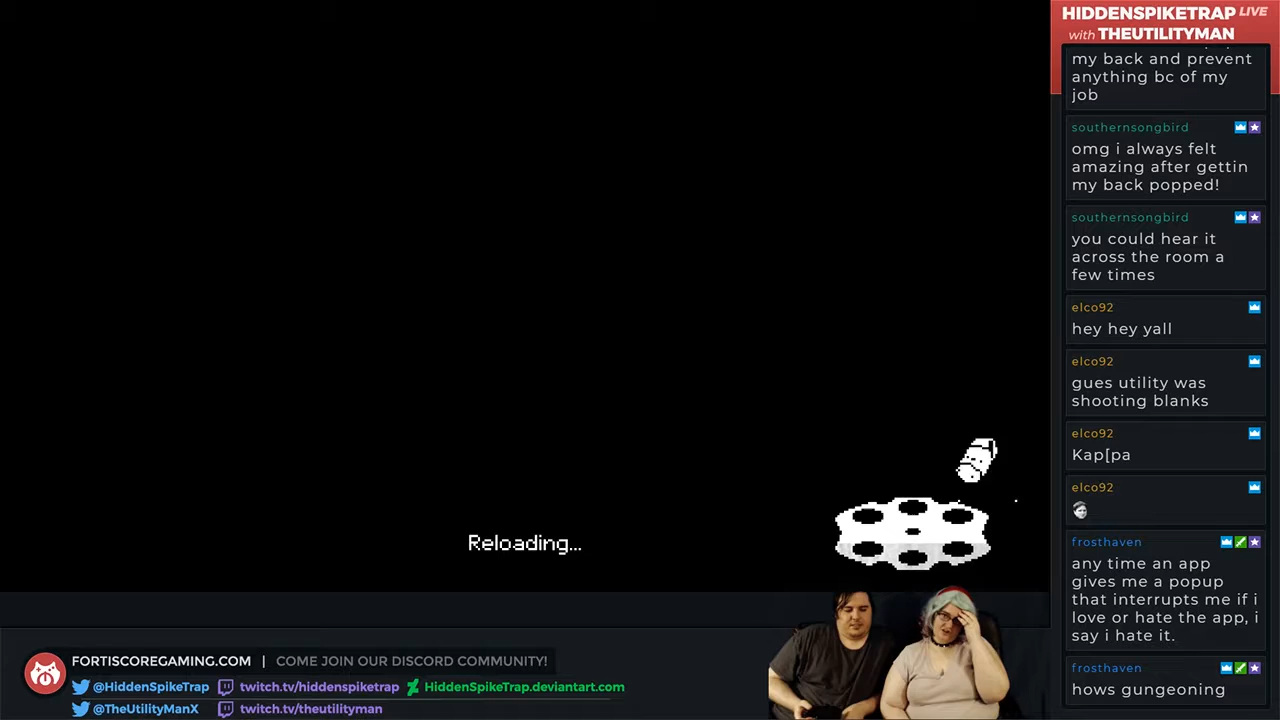 HIDDENSPIKETRAP LIVE
with THEUTILITYMAN
my back and prevent
anything bc of my
job
southernsongbird
omg i always felt
amazing after gettin
my back popped!
southernsongbird
you could hear it
across the room a
few times
elco92
hey hey yall
elco92
gues utility was
shooting blanks
elco92
Kap[pa
elco92
frosthaven
any time an app
gives me a popup
that interrupts me if i
love or hate the app, i
say i hate it.
frosthaven
hows gungeoning
Reloading...
FORTISCOREGAMING.COM | COME JOIN OUR DISCORD COMMUNITY!
@HiddenSpikeTrap twitch.tv/hiddenspiketrap HiddenSpikeTrap.deviantart.com
@TheUtilityManX twitch.tv/theutilityman